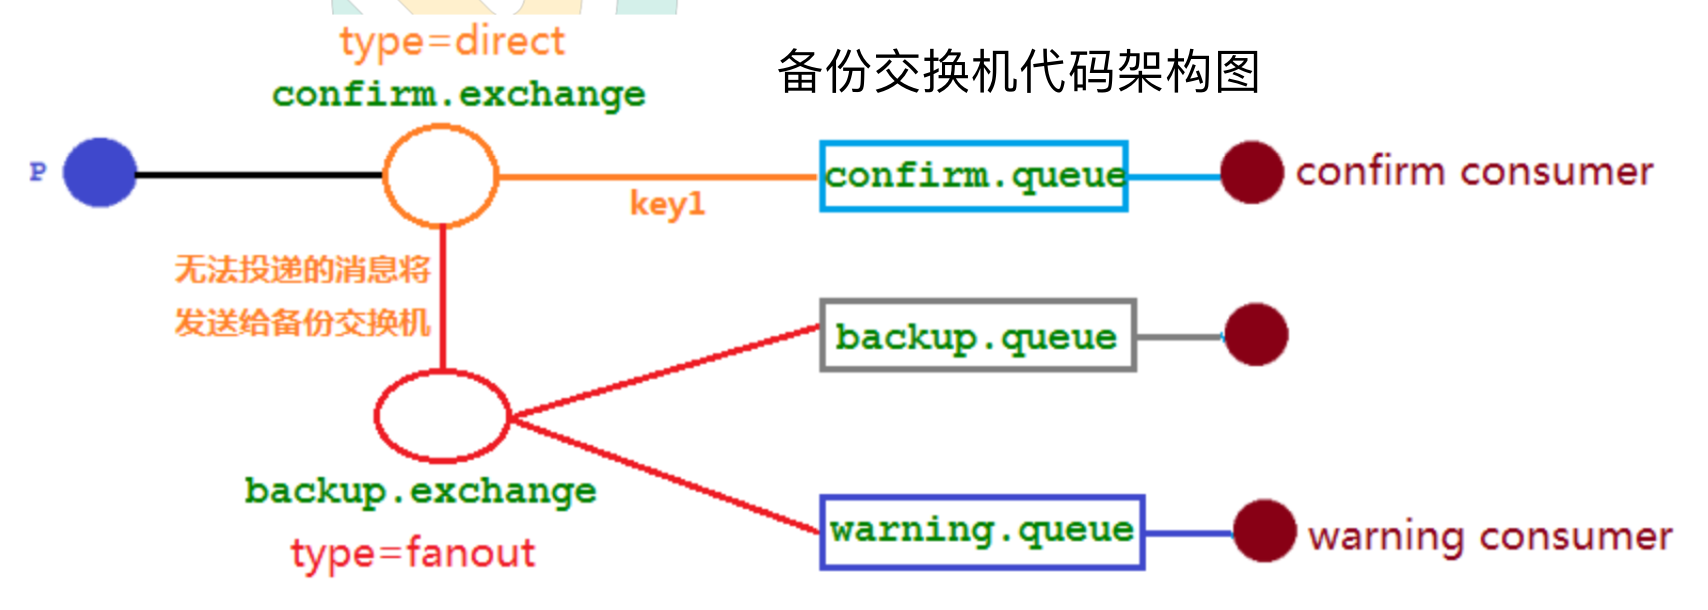 type=direct
备份交换机代码架构图
confirm.exchange
P
confirm.queue
confirm consumer
key1
无法投递的消息将
发送给备份交换机
backup.queue
backup.exchange
warning.queue
warning consumer
type=fanout